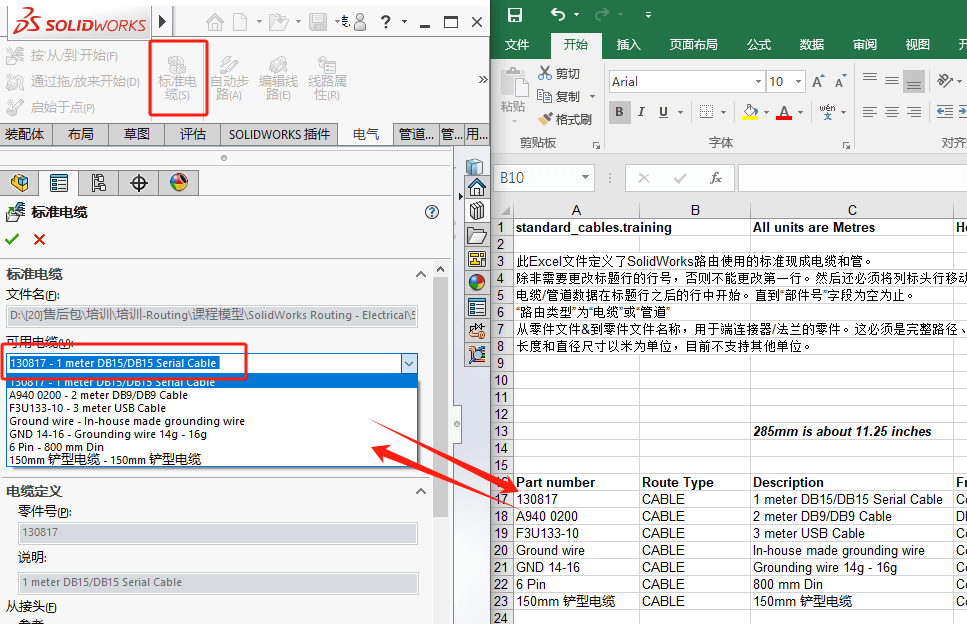 SOLIDWORKS
按'从/到'开始(F)
通过拖/放来开始(D)
启始于点(P)
标准电
缆(S)
自动步
路(A)
编辑线
路(E)
线路属
性(R)
装配体 布局 草图 评估 SOLIDWORKS 插件 电气 管道... 管... 用...
标准电缆
标准电缆
文件名(F):
D:\[20]售后包\培训\培训-Routing\课程模型\SolidWorks Routing - Electrical\
可用电缆(V):
130817 - 1 meter DB15/DB15 Serial Cable
130817 - 1 meter DB15/DB15 Serial Cable
A940 0200 - 2 meter DB9/DB9 Cable
F3U133-10 - 3 meter USB Cable
Ground wire - In-house made grounding wire
GND 14-16 - Grounding wire 14g - 16g
6 Pin - 800 mm Din
150mm 铲型电缆 - 150mm 铲型电缆
电缆定义
零件号(P):
130817
说明:
1 meter DB15/DB15 Serial Cable
从接头(F)
文件 开始 插入 页面布局 公式 数据 审阅 视图
粘贴
剪切
复制
格式刷
剪贴板
Arial 10
B I U
wén
字体
对齐
B10
fx
A B C
1 standard_cables.training All units are Metres
2
3 此Excel文件定义了SolidWorks路由使用的标准现成电缆和管。
4 除非需要更改标题行的行号，否则不能更改第一行。然后还必须将列标头行移动
5 电缆/管道数据在标题行之后的行中开始。直到“部件号”字段为空为止。
6 “路由类型”为“电缆”或“管道”
7 从零件文件&到零件文件名称，用于端连接器/法兰的零件。这必须是完整路径、
8 长度和直径尺寸以米为单位，目前不支持其他单位。
9
10
11
12
13 285mm is about 11.25 inches
14
15
16 Part number Route Type Description
17 130817 CABLE 1 meter DB15/DB15 Serial Cable
18 A940 0200 CABLE 2 meter DB9/DB9 Cable
19 F3U133-10 CABLE 3 meter USB Cable
20 Ground wire CABLE In-house made grounding wire
21 GND 14-16 CABLE Grounding wire 14g - 16g
22 6 Pin CABLE 800 mm Din
23 150mm 铲型电缆 CABLE 150mm 铲型电缆
24